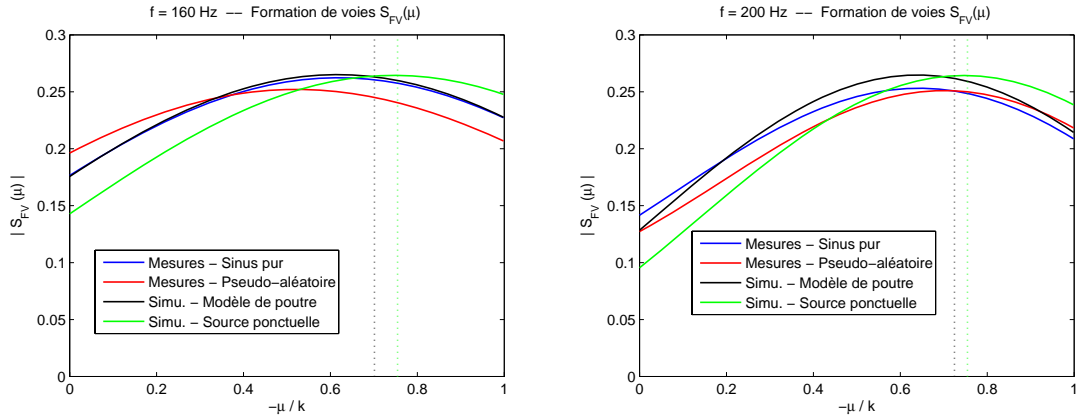 f = 160 Hz −− Formation de voies S_FV(μ)
0.3
0.25
0.2
0.15
0.1
0.05
0
| S_FV (μ) |
Mesures − Sinus pur
Mesures − Pseudo−aléatoire
Simu. − Modèle de poutre
Simu. − Source ponctuelle
0 0.2 0.4 0.6 0.8 1
−μ / k
f = 200 Hz −− Formation de voies S_FV(μ)
0.3
0.25
0.2
0.15
0.1
0.05
0
| S_FV (μ) |
Mesures − Sinus pur
Mesures − Pseudo−aléatoire
Simu. − Modèle de poutre
Simu. − Source ponctuelle
0 0.2 0.4 0.6 0.8 1
−μ / k